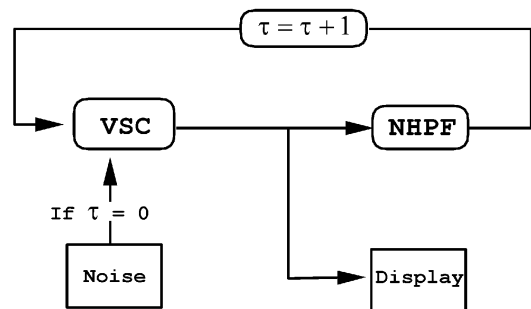 τ = τ + 1
VSC
NHPF
If τ = 0
Noise
Display